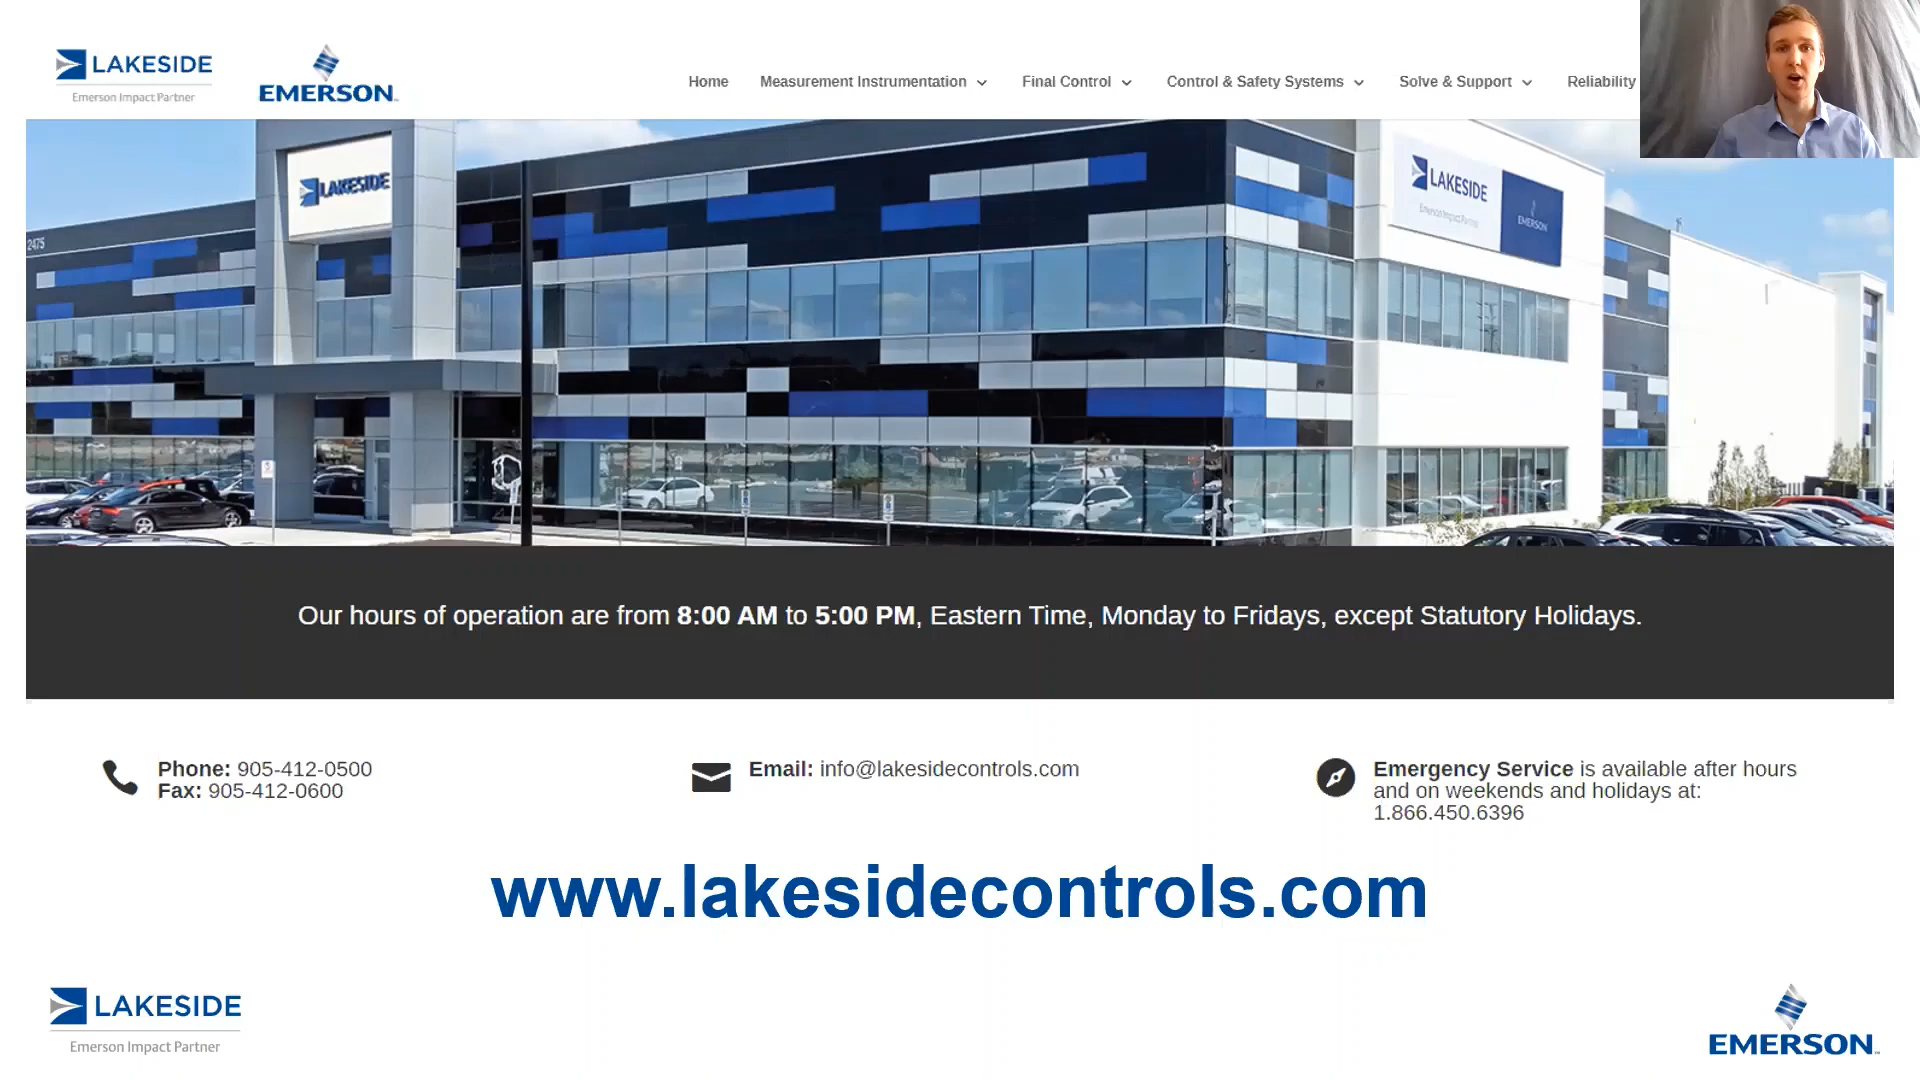 LAKESIDE
Emerson Impact Partner
EMERSON
Home
Measurement Instrumentation
Final Control
Control & Safety Systems
Solve & Support
Reliability
LAKESIDE
2475
LAKESIDE
Emerson Impact Partner
EMERSON
Our hours of operation are from 8:00 AM to 5:00 PM, Eastern Time, Monday to Fridays, except Statutory Holidays.
Phone: 905-412-0500
Fax: 905-412-0600
Email: info@lakesidecontrols.com
Emergency Service is available after hours
and on weekends and holidays at:
1.866.450.6396
www.lakesidecontrols.com
LAKESIDE
Emerson Impact Partner
EMERSON